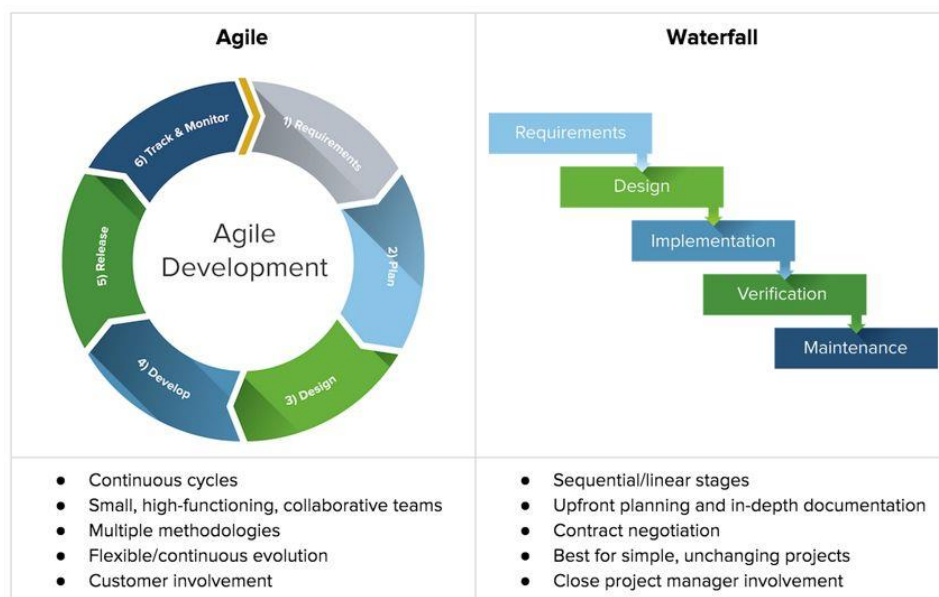 Agile
1) Requirements
2) Plan
3) Design
4) Develop
5) Release
6) Track & Monitor
Agile
Development
● Continuous cycles
● Small, high-functioning, collaborative teams
● Multiple methodologies
● Flexible/continuous evolution
● Customer involvement
Waterfall
Requirements
Design
Implementation
Verification
Maintenance
● Sequential/linear stages
● Upfront planning and in-depth documentation
● Contract negotiation
● Best for simple, unchanging projects
● Close project manager involvement